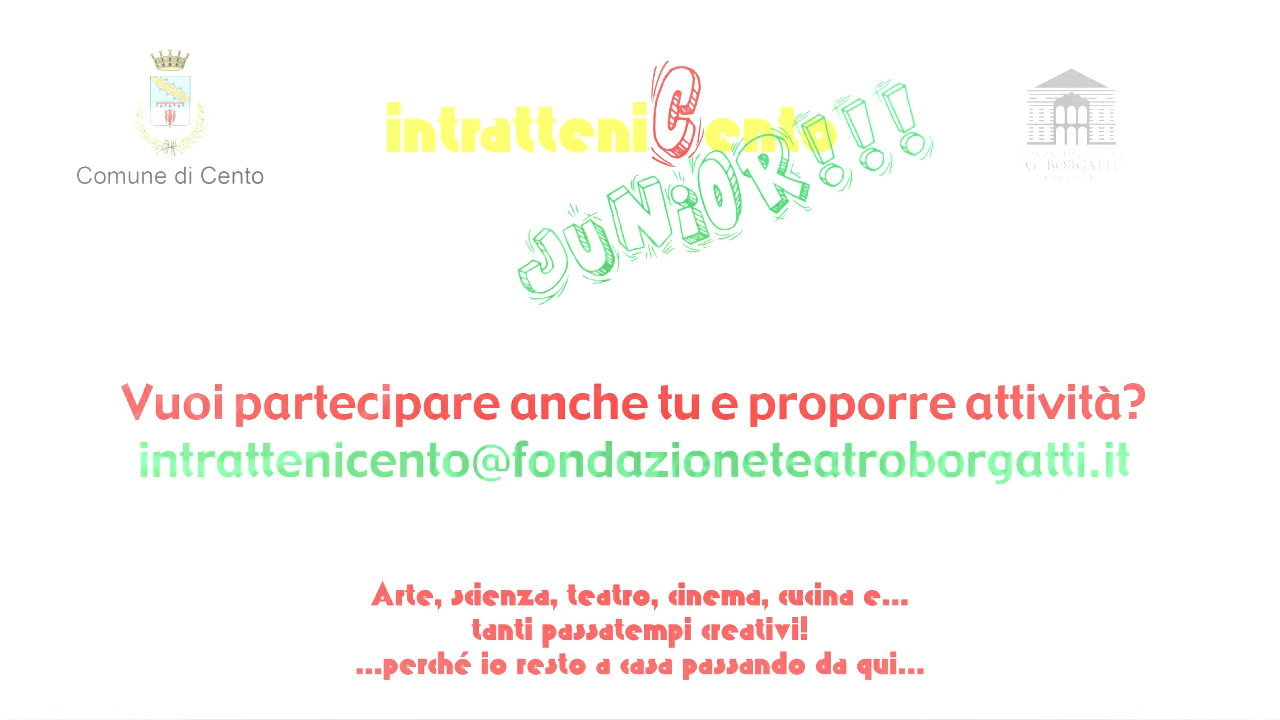 intratteniCento
JUNiOR!!!
Comune di Cento
G. BORGATTI
Vuoi partecipare anche tu e proporre attività?
intrattenicento@fondazioneteatroborgatti.it
Arte, scienza, teatro, cinema, cucina e...
tanti passatempi creativi!
...perché io resto a casa passando da qui...